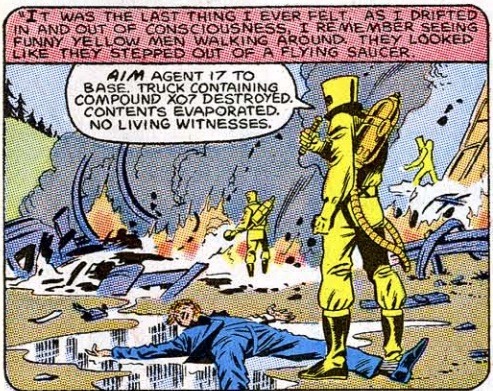 "IT WAS THE LAST THING I EVER FELT. AS I DRIFTED
IN AND OUT OF CONSCIOUSNESS, I REMEMBER SEEING
FUNNY YELLOW MEN WALKING AROUND. THEY LOOKED
LIKE THEY STEPPED OUT OF A FLYING SAUCER.
AIM AGENT 17 TO
BASE. TRUCK CONTAINING
COMPOUND XO7 DESTROYED.
CONTENTS EVAPORATED.
NO LIVING WITNESSES.